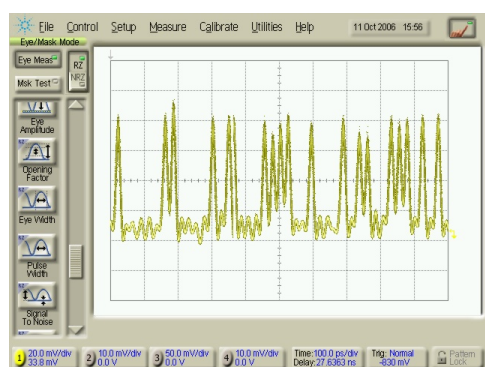 File Control Setup Measure Calibrate Utilities Help 11 Oct 2006 15:56
Eye/Mask Mode
Eye Meas
RZ
NRZ
Msk Test
Eye
Amplitude
NZ
Opening
Factor
NZ
Eye Width
NZ
Pulse
Width
NZ
Signal
To Noise
1 20.0 mV/div 2 10.0 mV/div 3 50.0 mV/div 4 10.0 mV/div Time:100.0 ps/div Trig: Normal Pattern
33.8 mV 0.0 V 0.0 V 0.0 V Delay:27.6363 ns -830 mV Lock